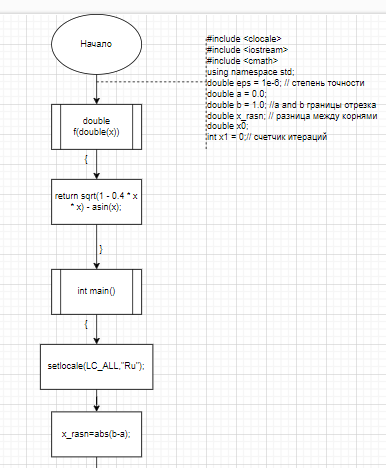 Начало
#include <clocale>
#include <iostream>
#include <cmath>
using namespace std;
double eps = 1e-6; // степень точности
double a = 0.0;
double b = 1.0; //a and b границы отрезка
double x_rasn; // разница между корнями
double x0;
int x1 = 0;// счетчик итераций
double
f(double(x))
{
return sqrt(1 - 0.4 * x
* x) - asin(x);
}
int main()
{
setlocale(LC_ALL,"Ru");
x_rasn=abs(b-a);